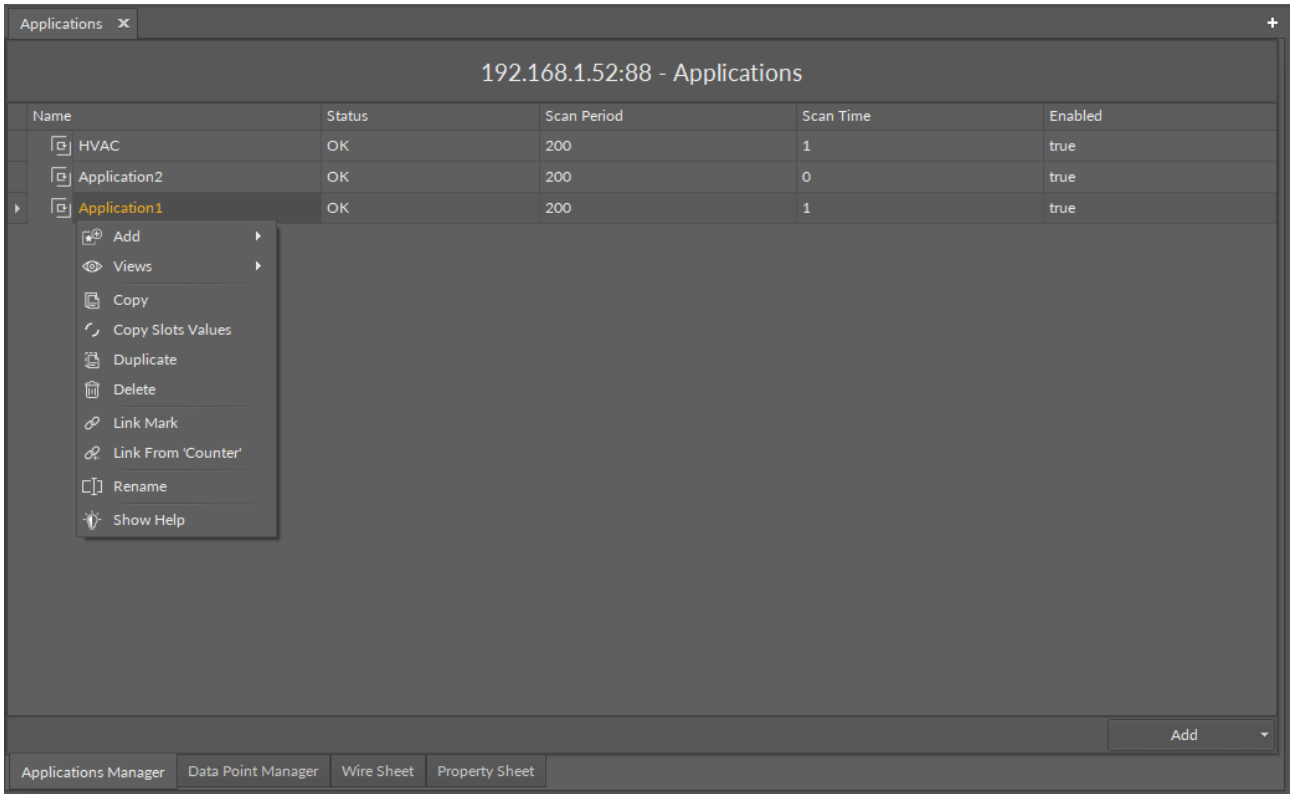 Applications
192.168.1.52:88 - Applications
Name Status Scan Period Scan Time Enabled
HVAC OK 200 1 true
Application2 OK 200 0 true
Application1 OK 200 1 true
Add
Views
Copy
Copy Slots Values
Duplicate
Delete
Link Mark
Link From 'Counter'
Rename
Show Help
Add
Applications Manager Data Point Manager Wire Sheet Property Sheet